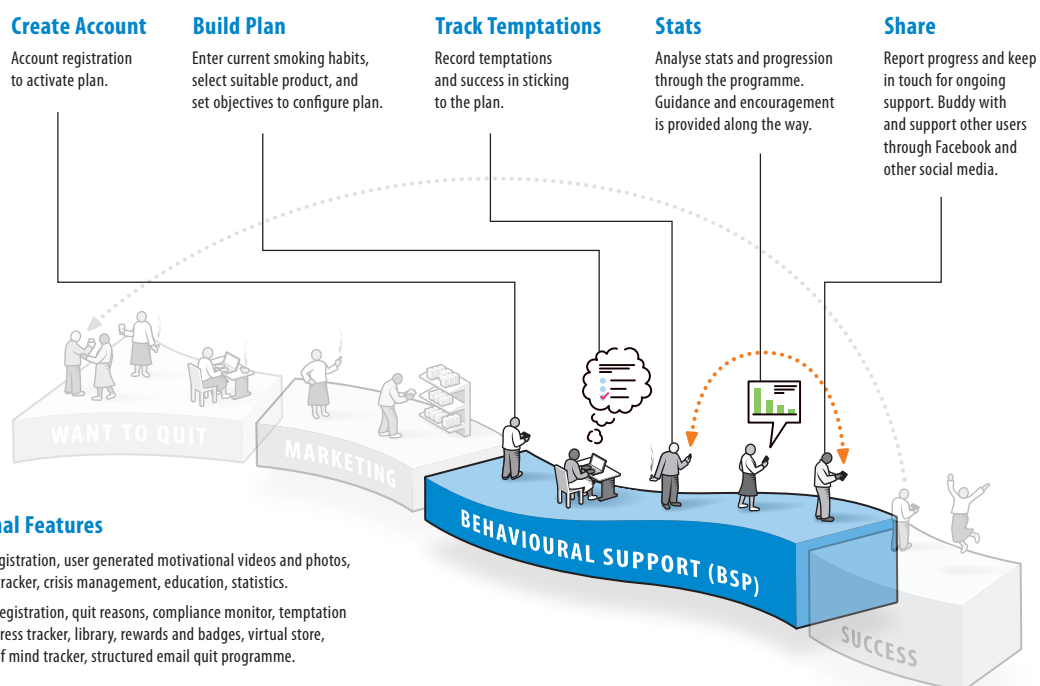 Create Account
Account registration
to activate plan.
Build Plan
Enter current smoking habits,
select suitable product, and
set objectives to configure plan.
Track Temptations
Record temptations
and success in sticking
to the plan.
Stats
Analyse stats and progression
through the programme.
Guidance and encouragement
is provided along the way.
Share
Report progress and keep
in touch for ongoing
support. Buddy with
and support other users
through Facebook and
other social media.
WANT TO QUIT
MARKETING
BEHAVIOURAL SUPPORT (BSP)
SUCCESS
Features
user generated motivational videos and photos,
tracker, crisis management, education, statistics.
registration, quit reasons, compliance monitor, temptation
tracker, library, rewards and badges, virtual store,
of mind tracker, structured email quit programme.